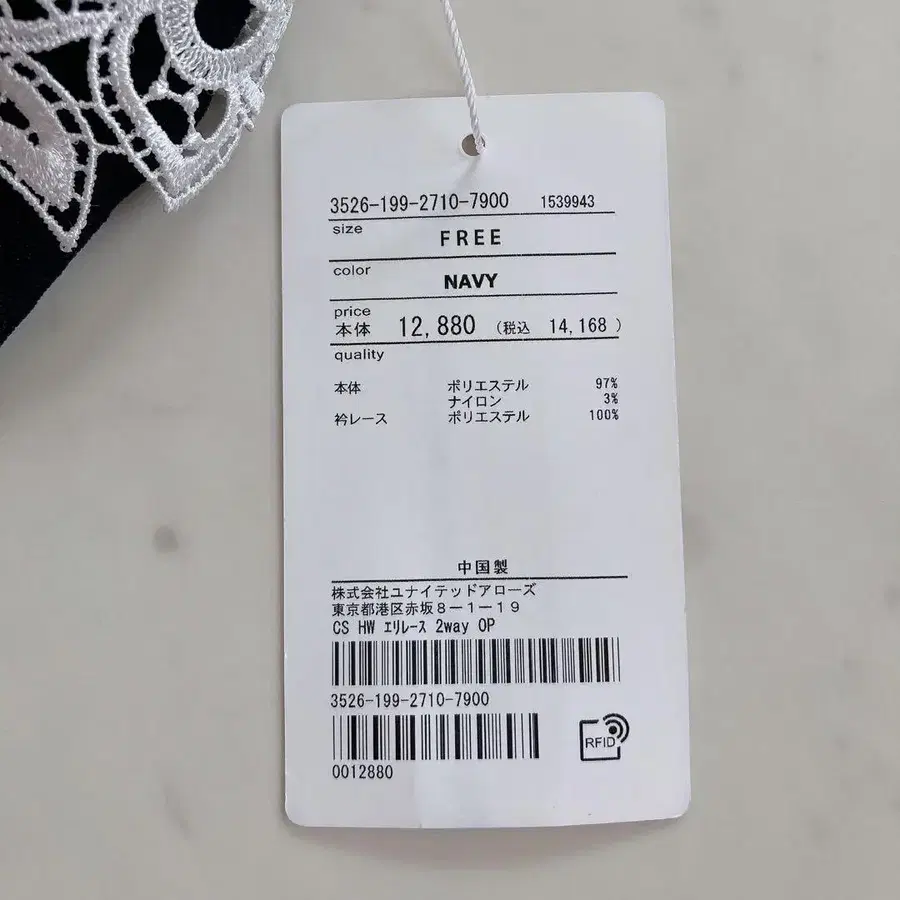 3526-199-2710-7900 1539943
size
FREE
color
NAVY
price
本体 12,880 (税込 14,168 )
quality
本体 ポリエステル 97%
ナイロン 3%
衿レース ポリエステル 100%
中国製
株式会社ユナイテッドアローズ
東京都港区赤坂8－1－19
CS HW ｴﾘﾚｰｽ 2way OP
3526-199-2710-7900
RFID
0012880